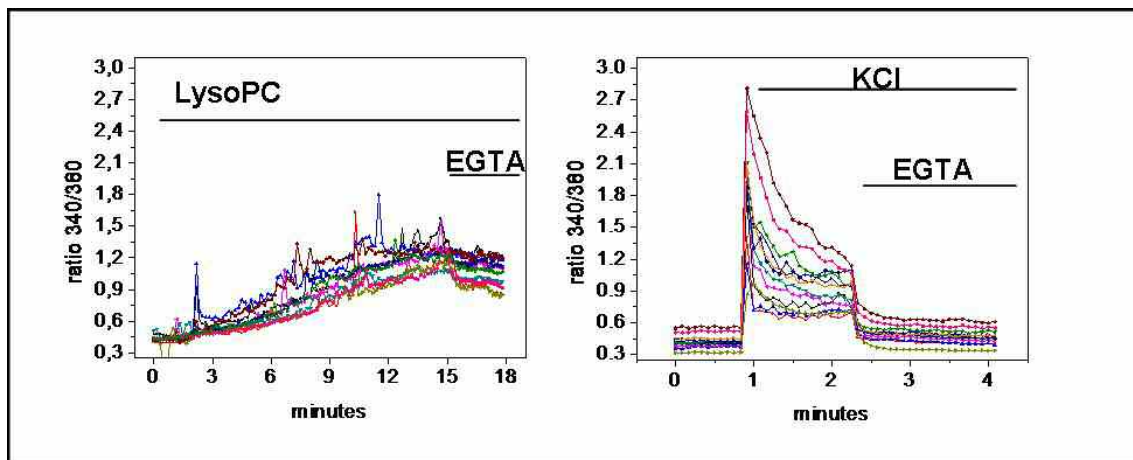 3,0
2,7
2,4
2,1
1,8
1,5
1,2
0,9
0,6
0,3
ratio 340/380
LysoPC
EGTA
0 3 6 9 12 15 18
minutes
3.0
2.7
2.4
2.1
1.8
1.5
1.2
0.9
0.6
0.3
ratio 340/380
KCl
EGTA
0 1 2 3 4
minutes